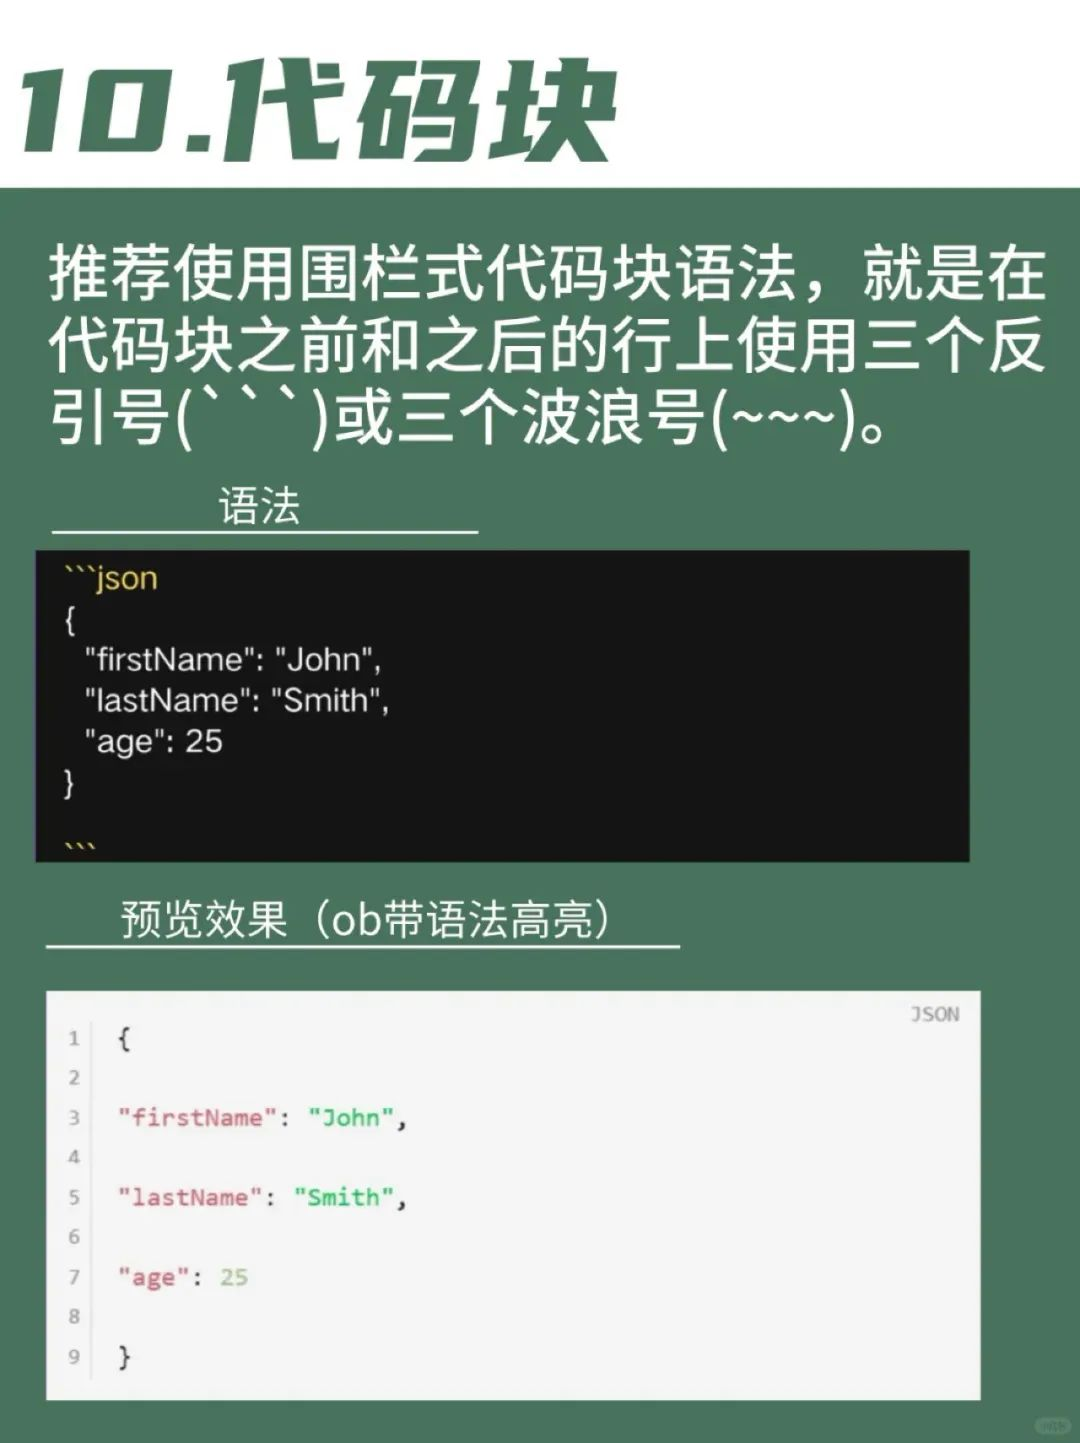 10.代码块
推荐使用围栏式代码块语法，就是在
代码块之前和之后的行上使用三个反
引号(```)或三个波浪号(~~~)。
语法
```json
{
"firstName": "John",
"lastName": "Smith",
"age": 25
}
```
预览效果（ob带语法高亮）
JSON
1 {
2
3 "firstName": "John",
4
5 "lastName": "Smith",
6
7 "age": 25
8
9 }